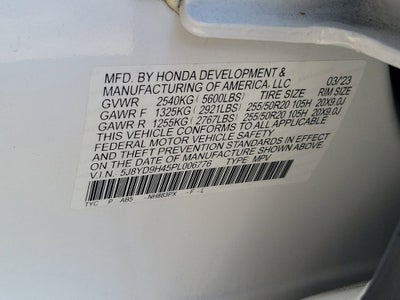 MFD. BY HONDA DEVELOPMENT &
MANUFACTURING OF AMERICA, LLC 03/23
GVWR 2540KG (5600LBS) TIRE SIZE RIM SIZE
GAWR F 1325KG (2921LBS) 255/50R20 105H 20X9.0J
GAWR R 1255KG (2767LBS) 255/50R20 105H 20X9.0J
THIS VEHICLE CONFORMS TO ALL APPLICABLE
FEDERAL MOTOR VEHICLE SAFETY
AND THEFT PREVENTION STANDARDS IN EFFECT
ON THE DATE OF MANUFACTURE SHOWN ABOVE.
V.I.N. 5J8YD9H45PL006776 TYPE MPV
TYC P AB5 -NH883PX - F - L